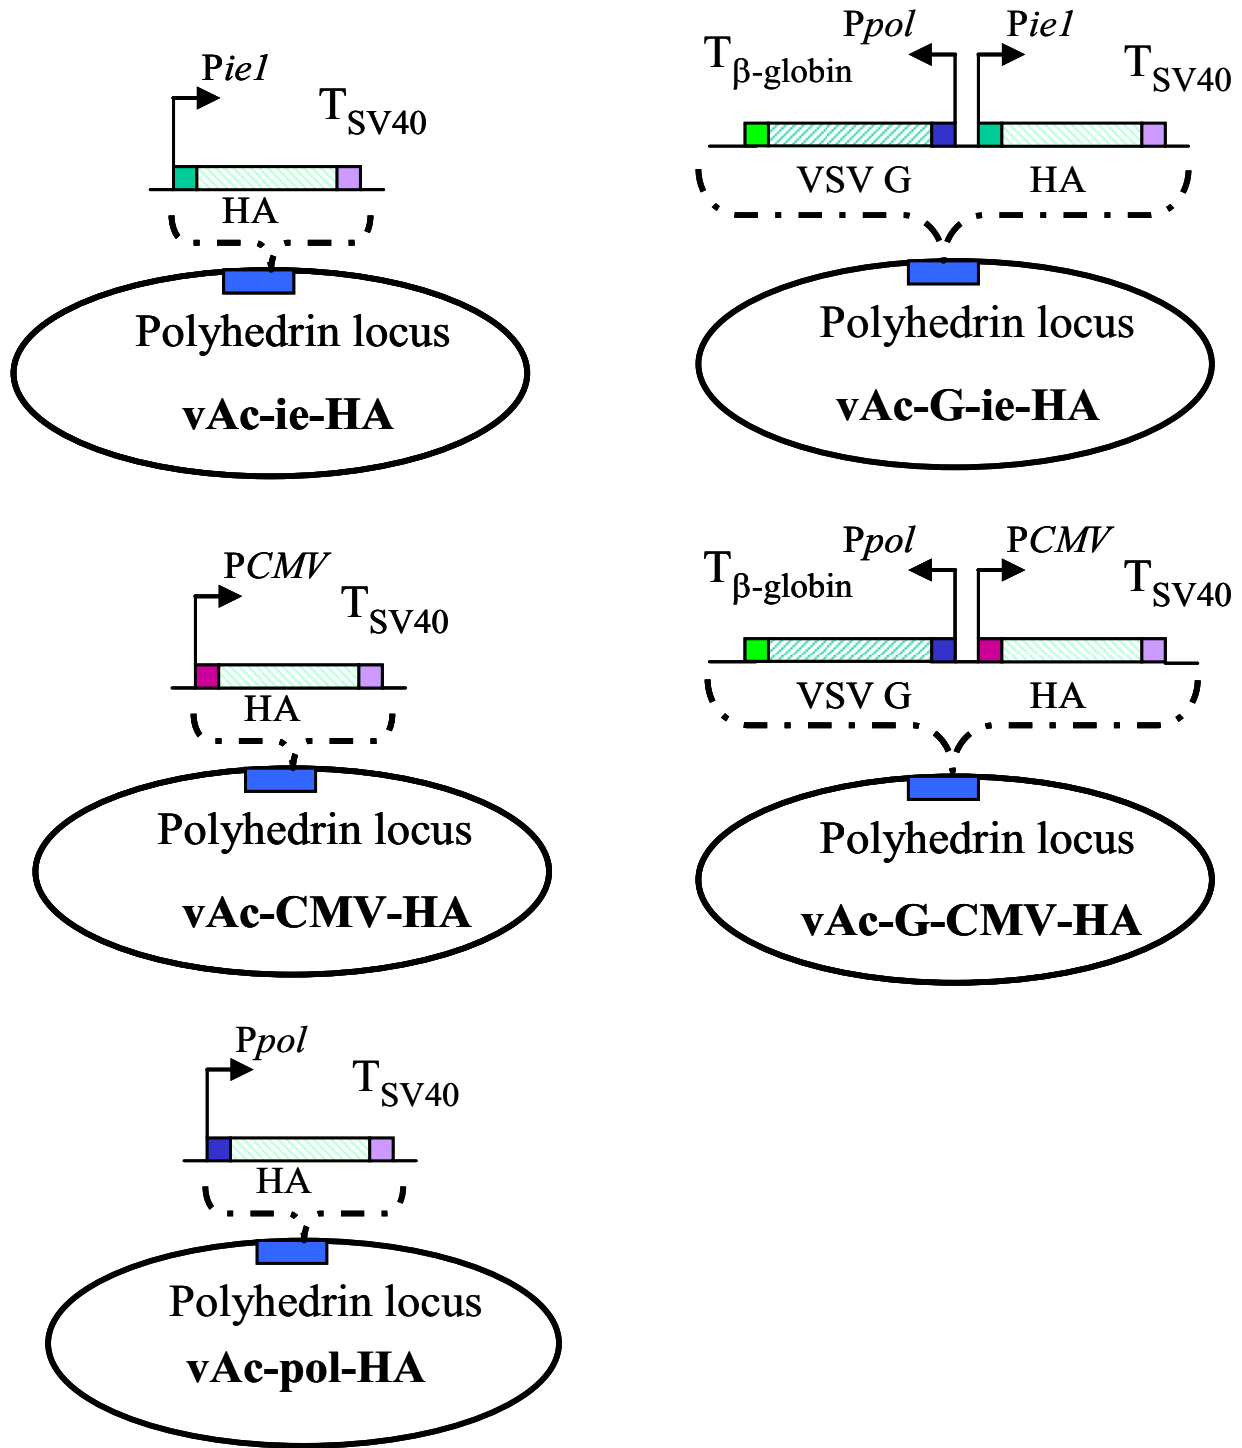 Pie1
TSV40
HA
Polyhedrin locus
vAc-ie-HA
Ppol Pie1
Tβ-globin TSV40
VSV G HA
Polyhedrin locus
vAc-G-ie-HA
PCMV
TSV40
HA
Polyhedrin locus
vAc-CMV-HA
Ppol PCMV
Tβ-globin TSV40
VSV G HA
Polyhedrin locus
vAc-G-CMV-HA
Ppol
TSV40
HA
Polyhedrin locus
vAc-pol-HA